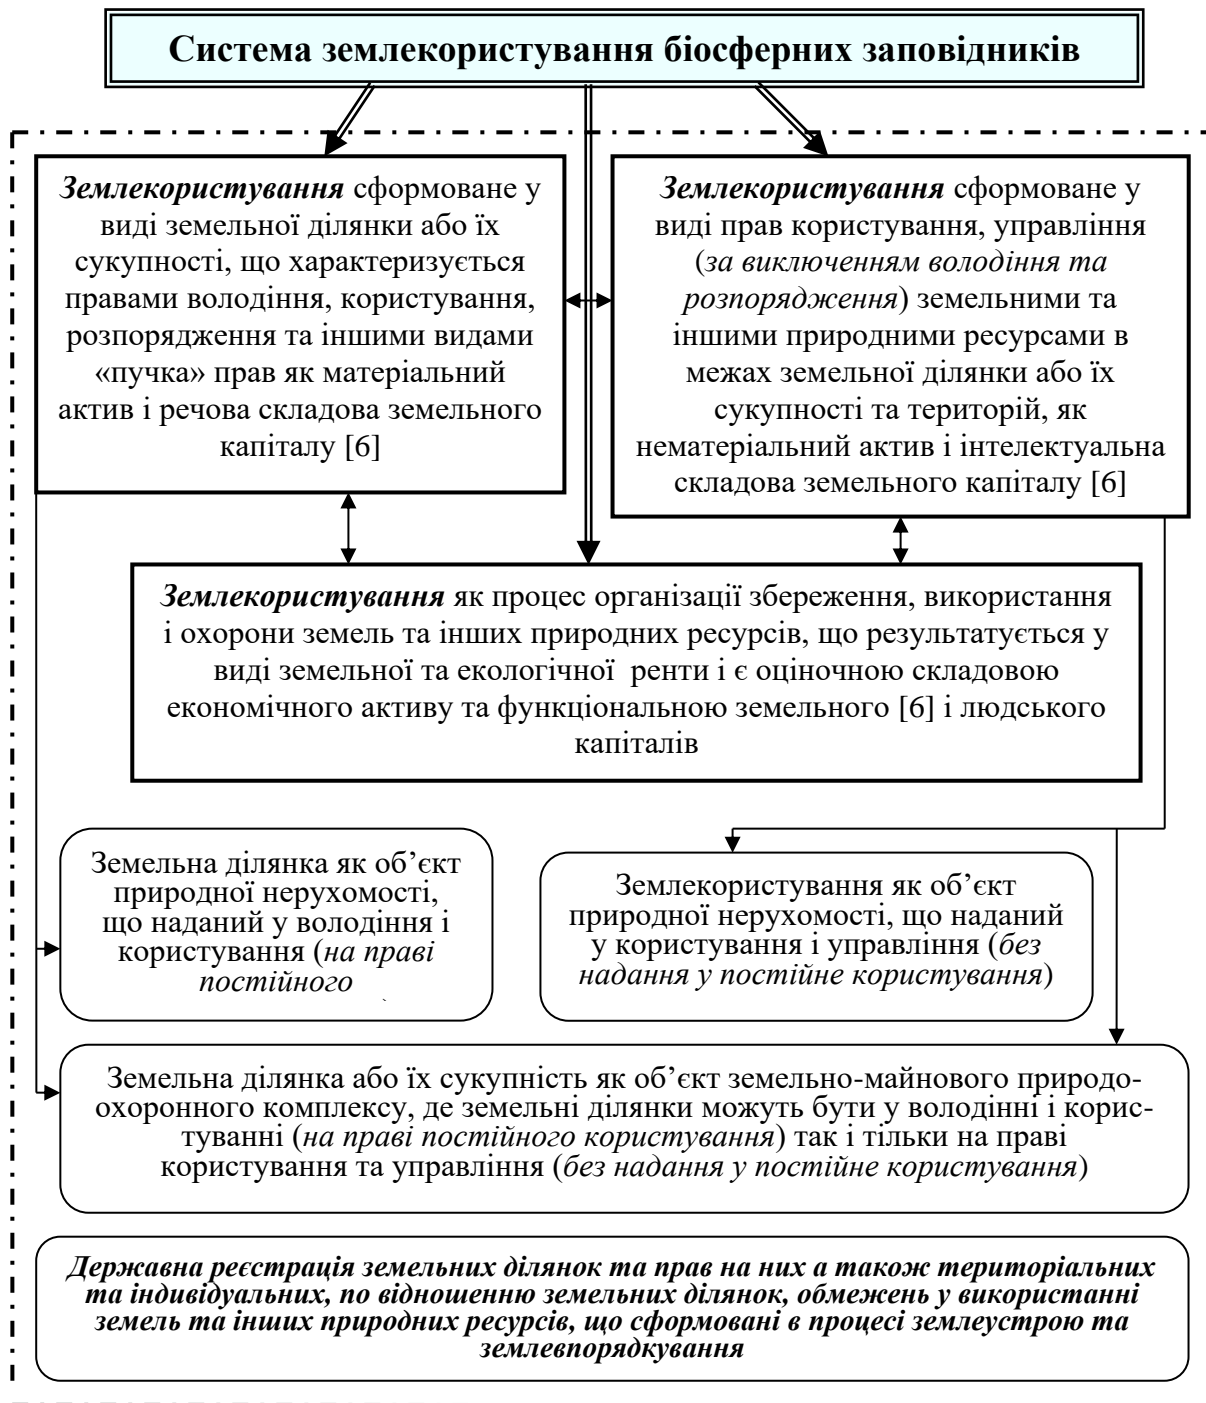 Система землекористування біосферних заповідників
Землекористування сформоване у
виді земельної ділянки або їх
сукупності, що характеризується
правами володіння, користування,
розпорядження та іншими видами
«пучка» прав як матеріальний
актив і речова складова земельного
капіталу [6]
Землекористування сформоване у
виді прав користування, управління
(за виключенням володіння та
розпорядження) земельними та
іншими природними ресурсами в
межах земельної ділянки або їх
сукупності та територій, як
нематеріальний актив і інтелектуальна
складова земельного капіталу [6]
Землекористування як процес організації збереження, використання
і охорони земель та інших природних ресурсів, що результатується у
виді земельної та екологічної ренти і є оціночною складовою
економічного активу та функціональною земельного [6] і людського
капіталів
Земельна ділянка як об’єкт
природної нерухомості,
що наданий у володіння і
користування (на праві
постійного
Землекористування як об’єкт
природної нерухомості, що наданий
у користування і управління (без
надання у постійне користування)
Земельна ділянка або їх сукупність як об’єкт земельно-майнового природо-
охоронного комплексу, де земельні ділянки можуть бути у володінні і корис-
туванні (на праві постійного користування) так і тільки на праві
користування та управління (без надання у постійне користування)
Державна реєстрація земельних ділянок та прав на них а також територіальних
та індивідуальних, по відношенню земельних ділянок, обмежень у використанні
земель та інших природних ресурсів, що сформовані в процесі землеустрою та
землевпорядкування